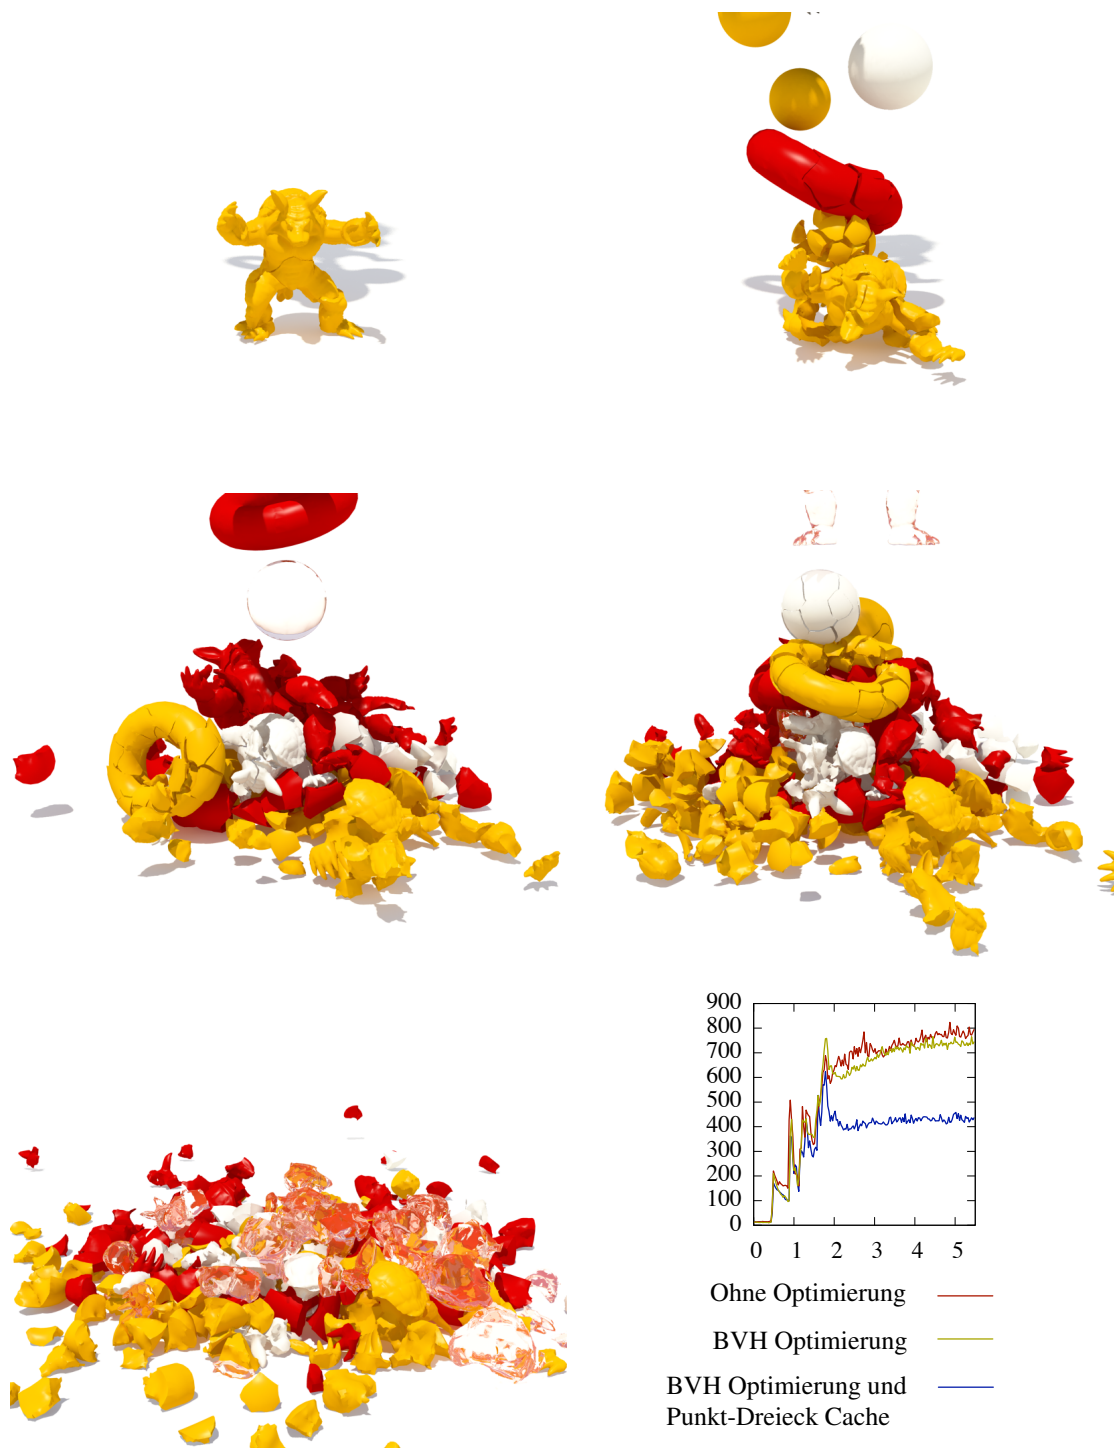 900
800
700
600
500
400
300
200
100
0
0 1 2 3 4 5
Ohne Optimierung
BVH Optimierung
BVH Optimierung und
Punkt-Dreieck Cache